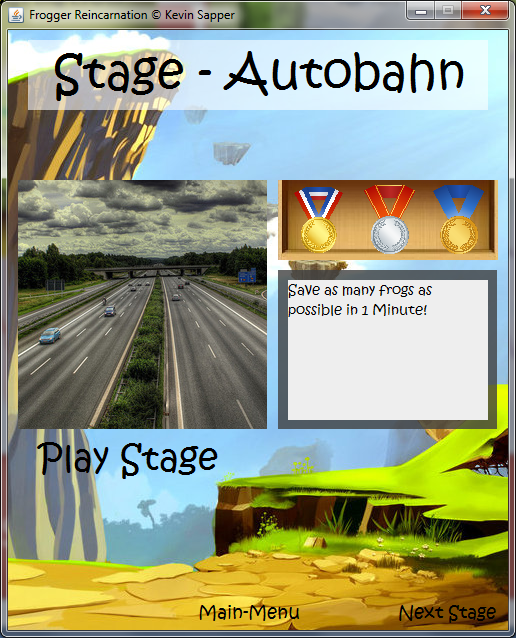 Frogger Reincarnation © Kevin Sapper
Stage - Autobahn
Save as many frogs as
possible in 1 Minute!
Play Stage
Main-Menu
Next Stage